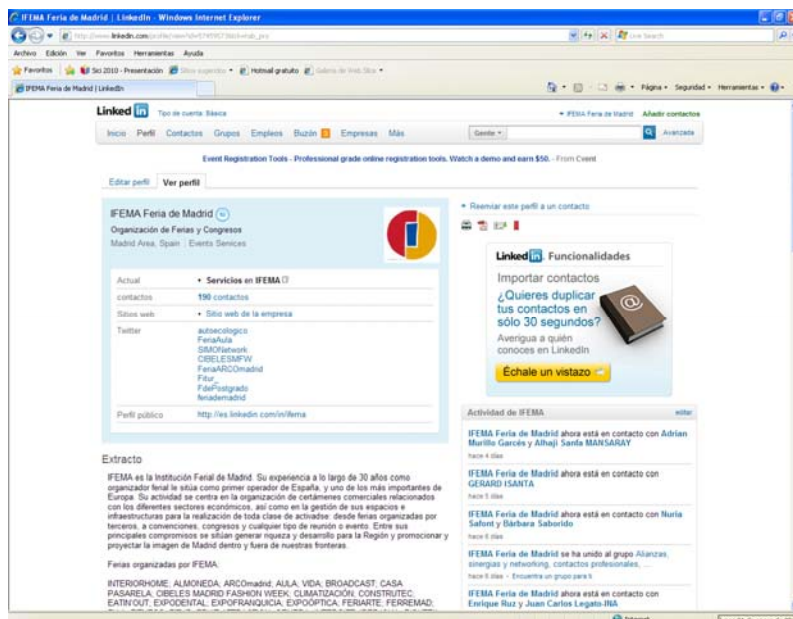 IFEMA Feria de Madrid | LinkedIn - Windows Internet Explorer
Live Search
Archivo Edición Ver Favoritos Herramientas Ayuda
Favoritos Sci 2010 - Presentación Hotmail gratuito
IFEMA Feria de Madrid | LinkedIn Página Seguridad Herramientas
Linked in Tipo de cuenta: Básica IFEMA Feria de Madrid Añadir contactos
Inicio Perfil Contactos Grupos Empleos Buzón Empresas Más Gente Avanzada
Event Registration Tools - Professional grade online registration tools. Watch a demo and earn $50. - From Cvent
Editar perfil Ver perfil
IFEMA Feria de Madrid
Organización de Ferias y Congresos
Madrid Area, Spain | Events Services
Actual • Servicios en IFEMA
contactos 190 contactos
Sitios web • Sitio web de la empresa
Twitter autoecologico
FeriaAula
SIMONetwork
CIBELESMFW
FeriaARCOmadrid
Fitur_
FdePostgrado
feriademadrid
Perfil público http://es.linkedin.com/in/ifema
Extracto
IFEMA es la Institución Ferial de Madrid. Su experiencia a lo largo de 30 años como
organizador ferial le sitúa como primer operador de España, y uno de los más importantes de
Europa. Su actividad se centra en la organización de certámenes comerciales relacionados
con los diferentes sectores económicos, así como en la gestión de sus espacios e
infraestructuras para la realización de toda clase de activadse: desde ferias organizadas por
terceros, a convenciones, congresos y cualquier tipo de reunión o evento. Entre sus
principales compromisos se sitúan generar riqueza y desarrollo para la Región y promocionar y
proyectar la imagen de Madrid dentro y fuera de nuestras fronteras.
Ferias organizadas por IFEMA:
INTERIORHOME; ALMONEDA; ARCOmadrid; AULA; VIDA; BROADCAST; CASA
PASARELA; CIBELES MADRID FASHION WEEK; CLIMATIZACIÓN; CONSTRUTEC;
EATIN'OUT; EXPODENTAL; EXPOFRANQUICIA; EXPOÓPTICA; FERIARTE; FERREMAD;
Reenviar este perfil a un contacto
Linked in Funcionalidades
Importar contactos
¿Quieres duplicar
tus contactos en
sólo 30 segundos?
Averigua a quién
conoces en LinkedIn
Échale un vistazo
Actividad de IFEMA editar
IFEMA Feria de Madrid ahora está en contacto con Adrian
Murillo Garcés y Alhaji Santa MANSARAY
hace 4 días
IFEMA Feria de Madrid ahora está en contacto con
GERARD ISANTA
hace 5 días
IFEMA Feria de Madrid ahora está en contacto con Nuria
Safont y Bárbara Saborido
hace 6 días
IFEMA Feria de Madrid se ha unido al grupo Alianzas,
sinergias y networking, contactos profesionales, ...
hace 6 días - Encuentra un grupo para ti
IFEMA Feria de Madrid ahora está en contacto con
Enrique Ruz y Juan Carlos Legato-INA
Internet